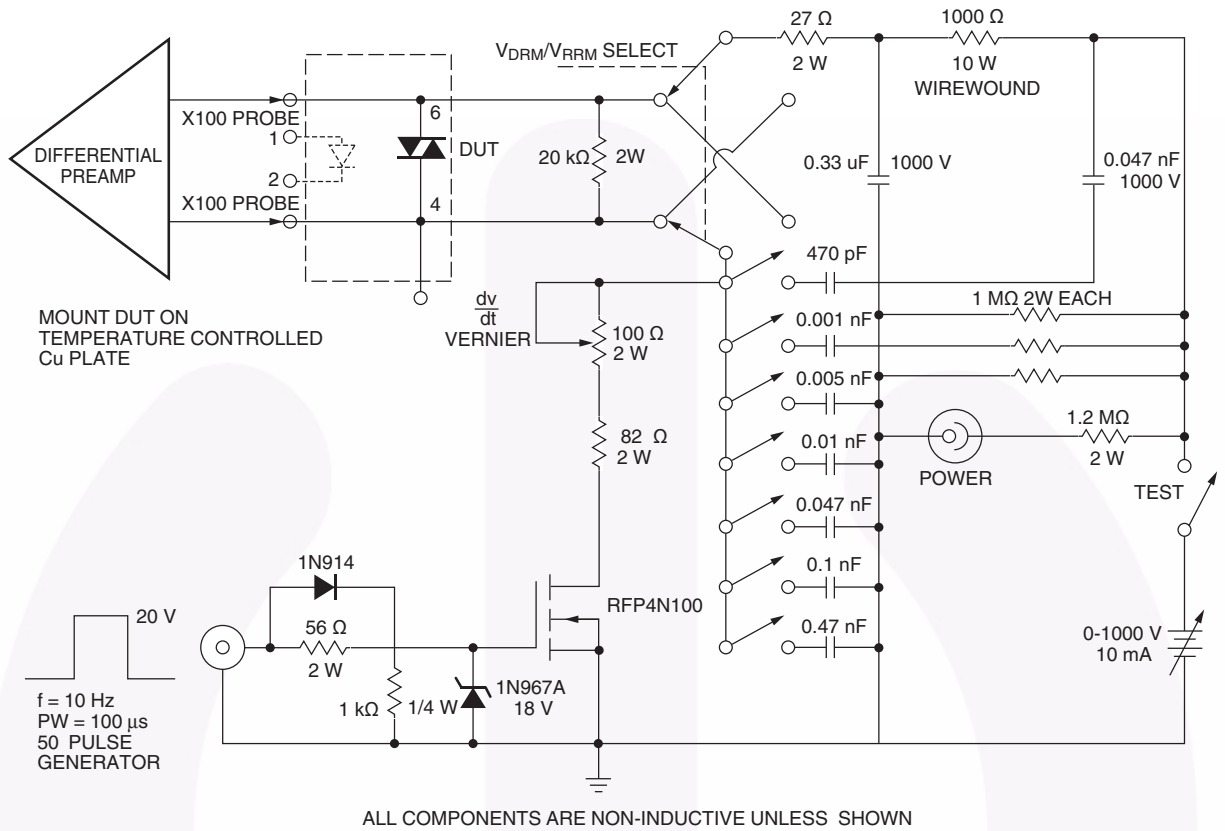 27 Ω
2 W
1000 Ω
10 W
WIREWOUND
V_DRM/V_RRM SELECT
X100 PROBE
1
2
X100 PROBE
DIFFERENTIAL
PREAMP
6
DUT
4
20 kΩ
2W
0.33 uF
1000 V
0.047 nF
1000 V
MOUNT DUT ON
TEMPERATURE CONTROLLED
Cu PLATE
dv
dt
VERNIER
100 Ω
2 W
82 Ω
2 W
470 pF
0.001 nF
0.005 nF
0.01 nF
0.047 nF
0.1 nF
0.47 nF
1 MΩ 2W EACH
1.2 MΩ
2 W
POWER
TEST
0-1000 V
10 mA
1N914
20 V
56 Ω
2 W
RFP4N100
1 kΩ
1/4 W
1N967A
18 V
f = 10 Hz
PW = 100 μs
50 PULSE
GENERATOR
ALL COMPONENTS ARE NON-INDUCTIVE UNLESS SHOWN